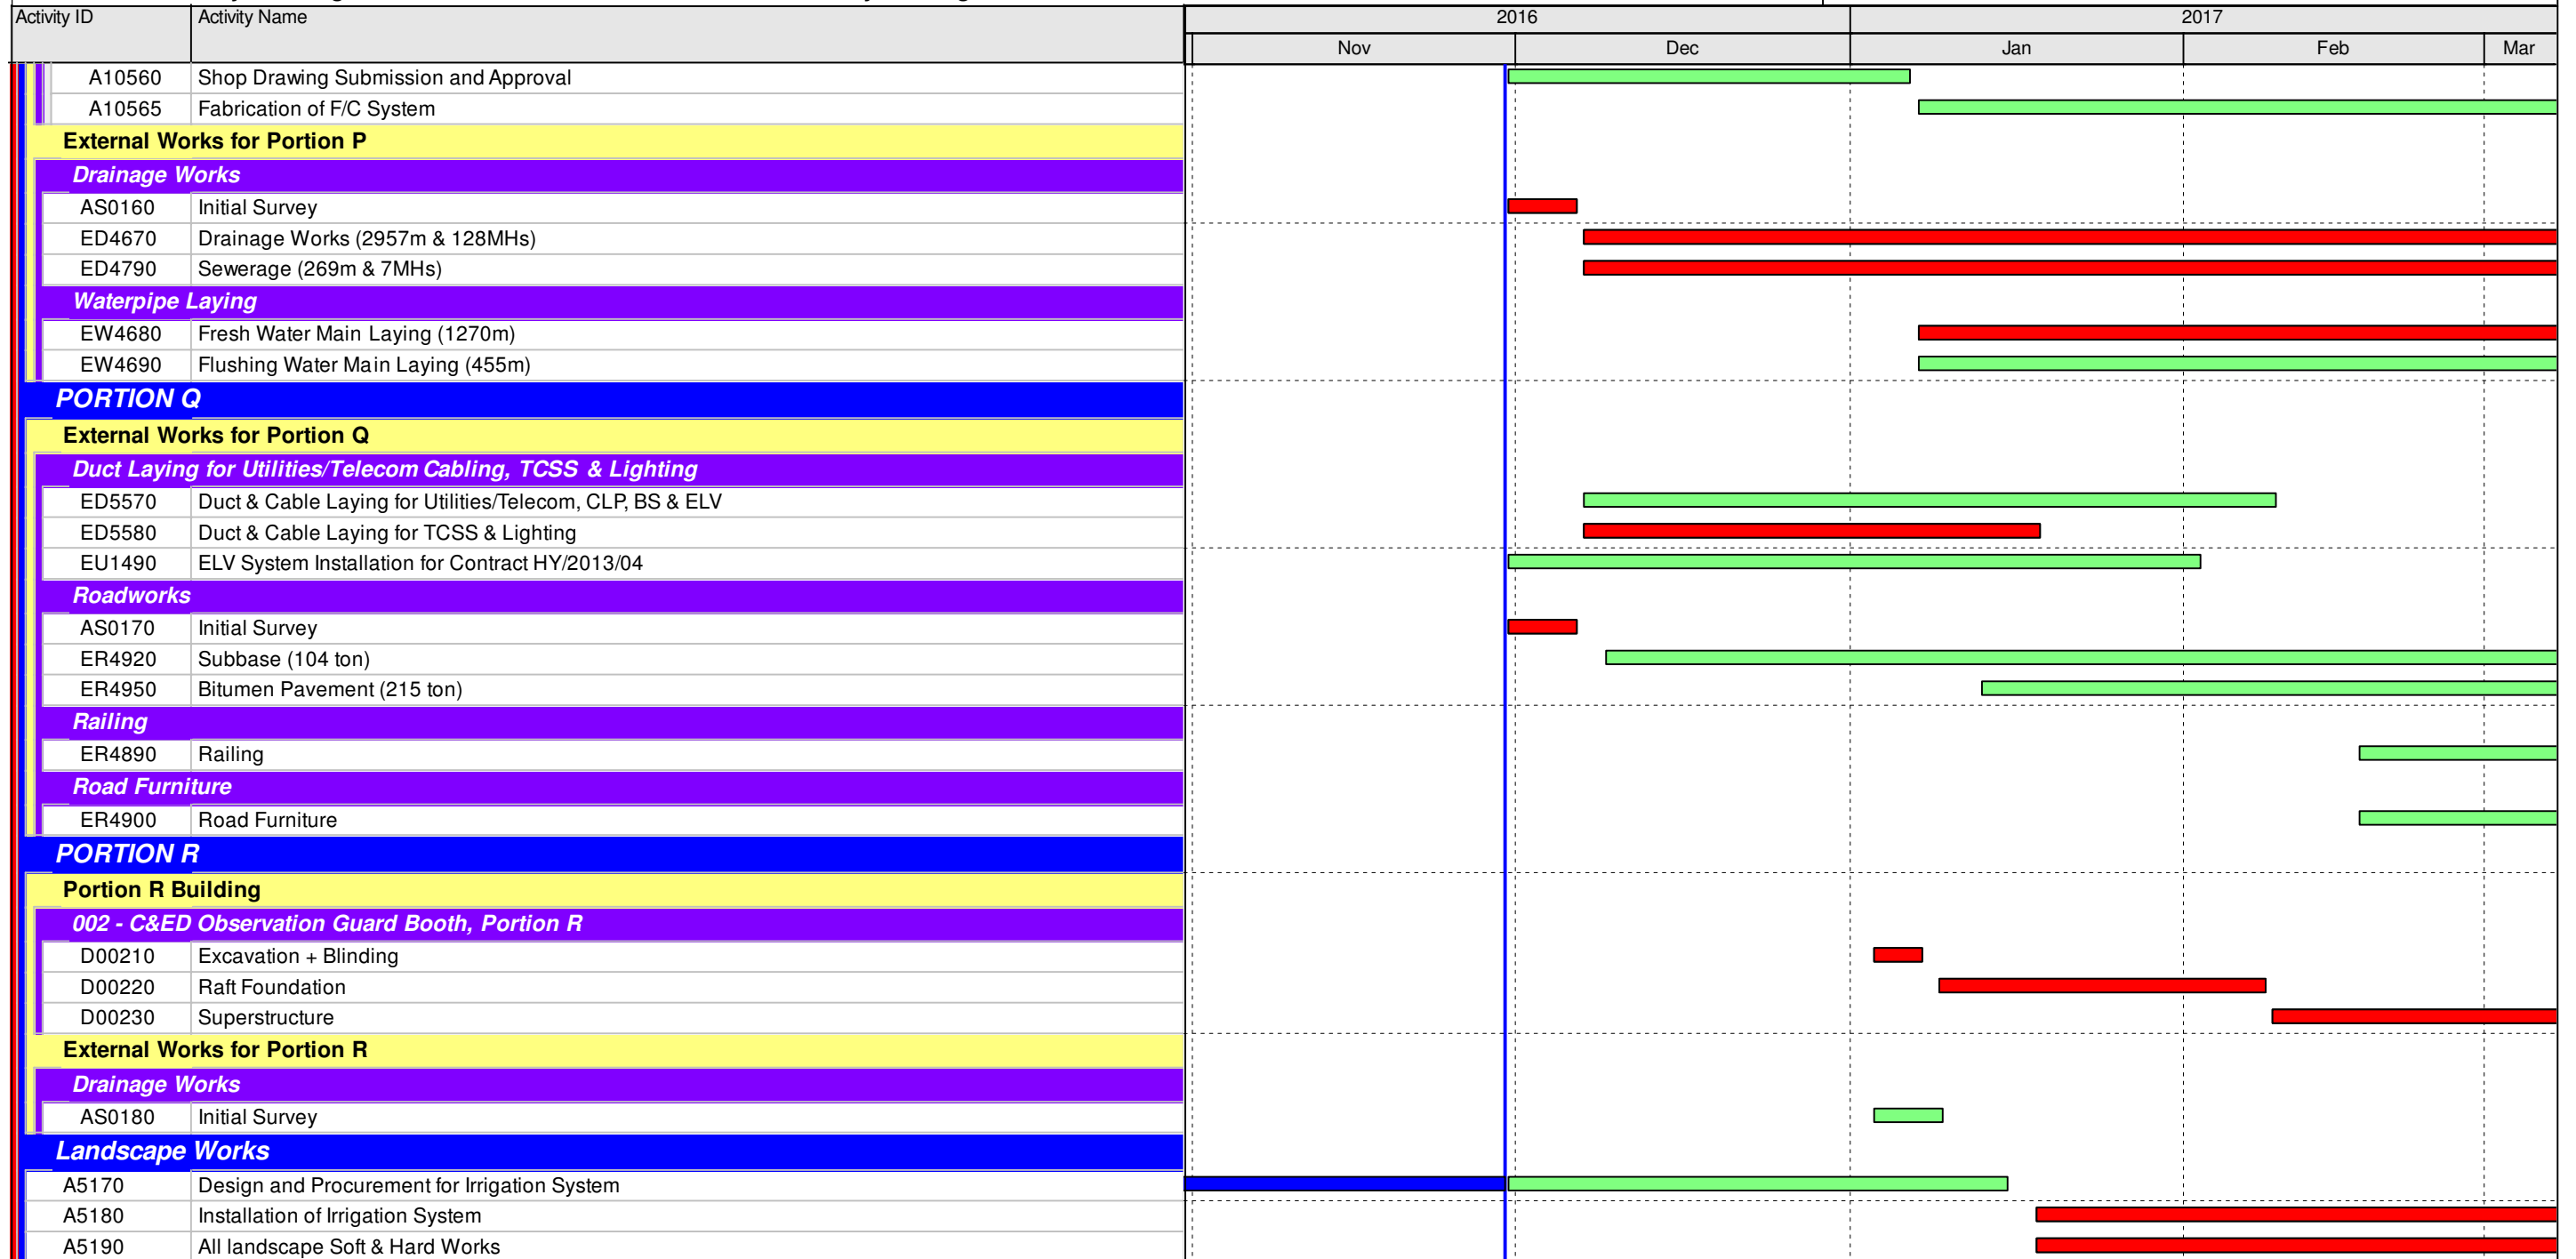 Activity ID Activity Name 2016 2017
Nov Dec Jan Feb Mar
A10560 Shop Drawing Submission and Approval
A10565 Fabrication of F/C System
External Works for Portion P
Drainage Works
AS0160 Initial Survey
ED4670 Drainage Works (2957m & 128MHs)
ED4790 Sewerage (269m & 7MHs)
Waterpipe Laying
EW4680 Fresh Water Main Laying (1270m)
EW4690 Flushing Water Main Laying (455m)
PORTION Q
External Works for Portion Q
Duct Laying for Utilities/Telecom Cabling, TCSS & Lighting
ED5570 Duct & Cable Laying for Utilities/Telecom, CLP, BS & ELV
ED5580 Duct & Cable Laying for TCSS & Lighting
EU1490 ELV System Installation for Contract HY/2013/04
Roadworks
AS0170 Initial Survey
ER4920 Subbase (104 ton)
ER4950 Bitumen Pavement (215 ton)
Railing
ER4890 Railing
Road Furniture
ER4900 Road Furniture
PORTION R
Portion R Building
002 - C&ED Observation Guard Booth, Portion R
D00210 Excavation + Blinding
D00220 Raft Foundation
D00230 Superstructure
External Works for Portion R
Drainage Works
AS0180 Initial Survey
Landscape Works
A5170 Design and Procurement for Irrigation System
A5180 Installation of Irrigation System
A5190 All landscape Soft & Hard Works